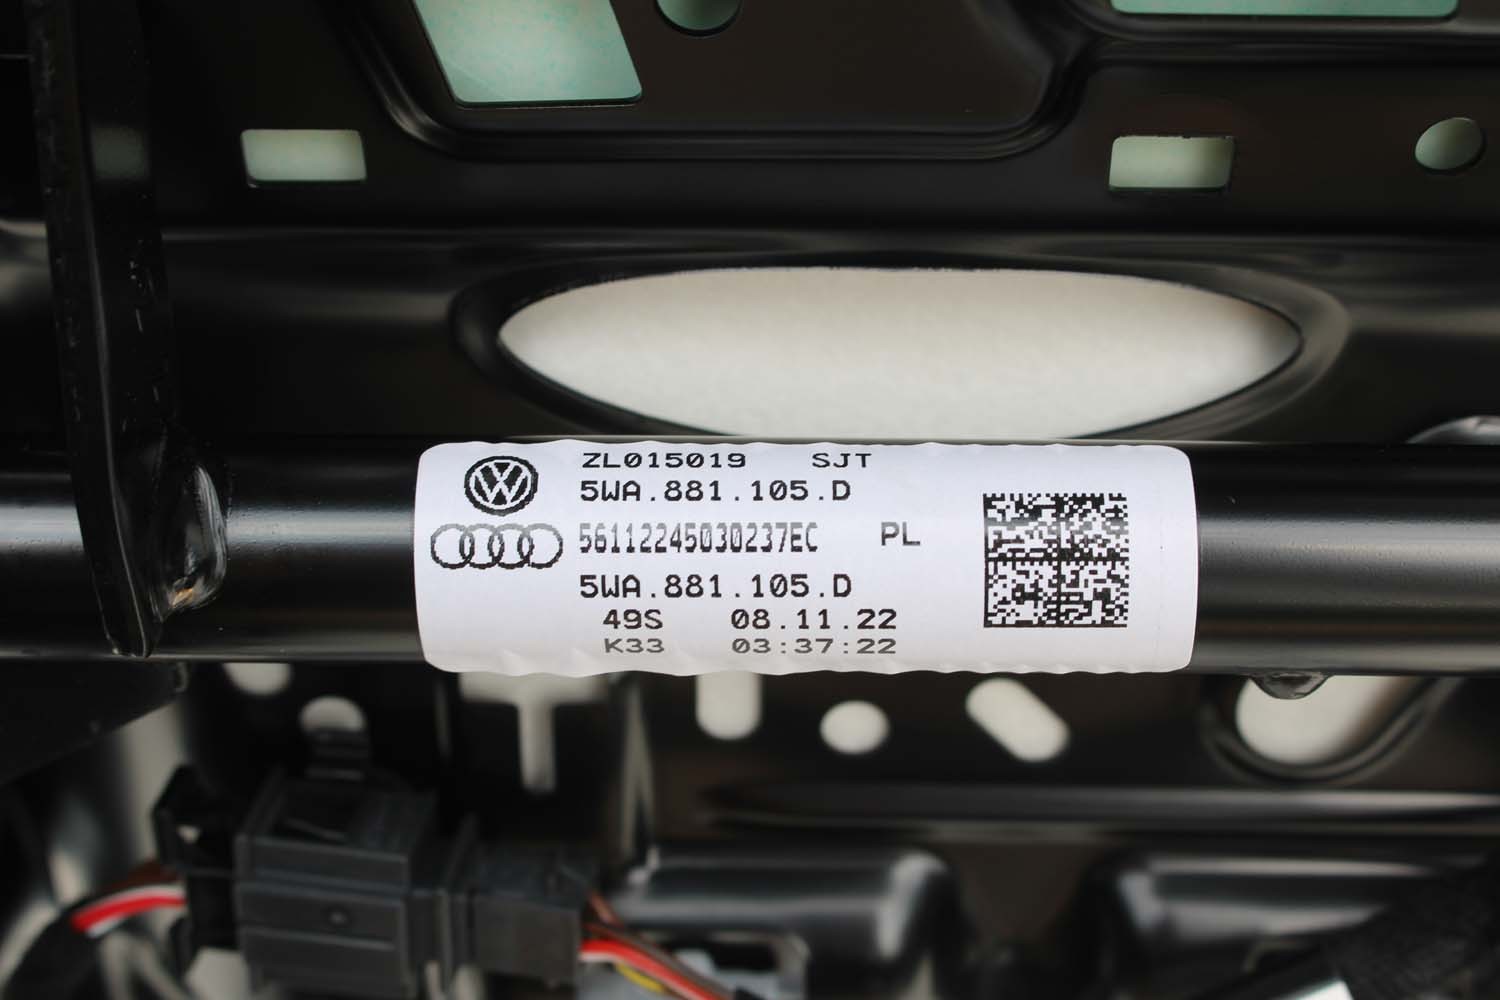 ZL015019 SJT
5WA.881.105.D
56112245030237EC PL
5WA.881.105.D
49S 08.11.22
K33 03:37:22